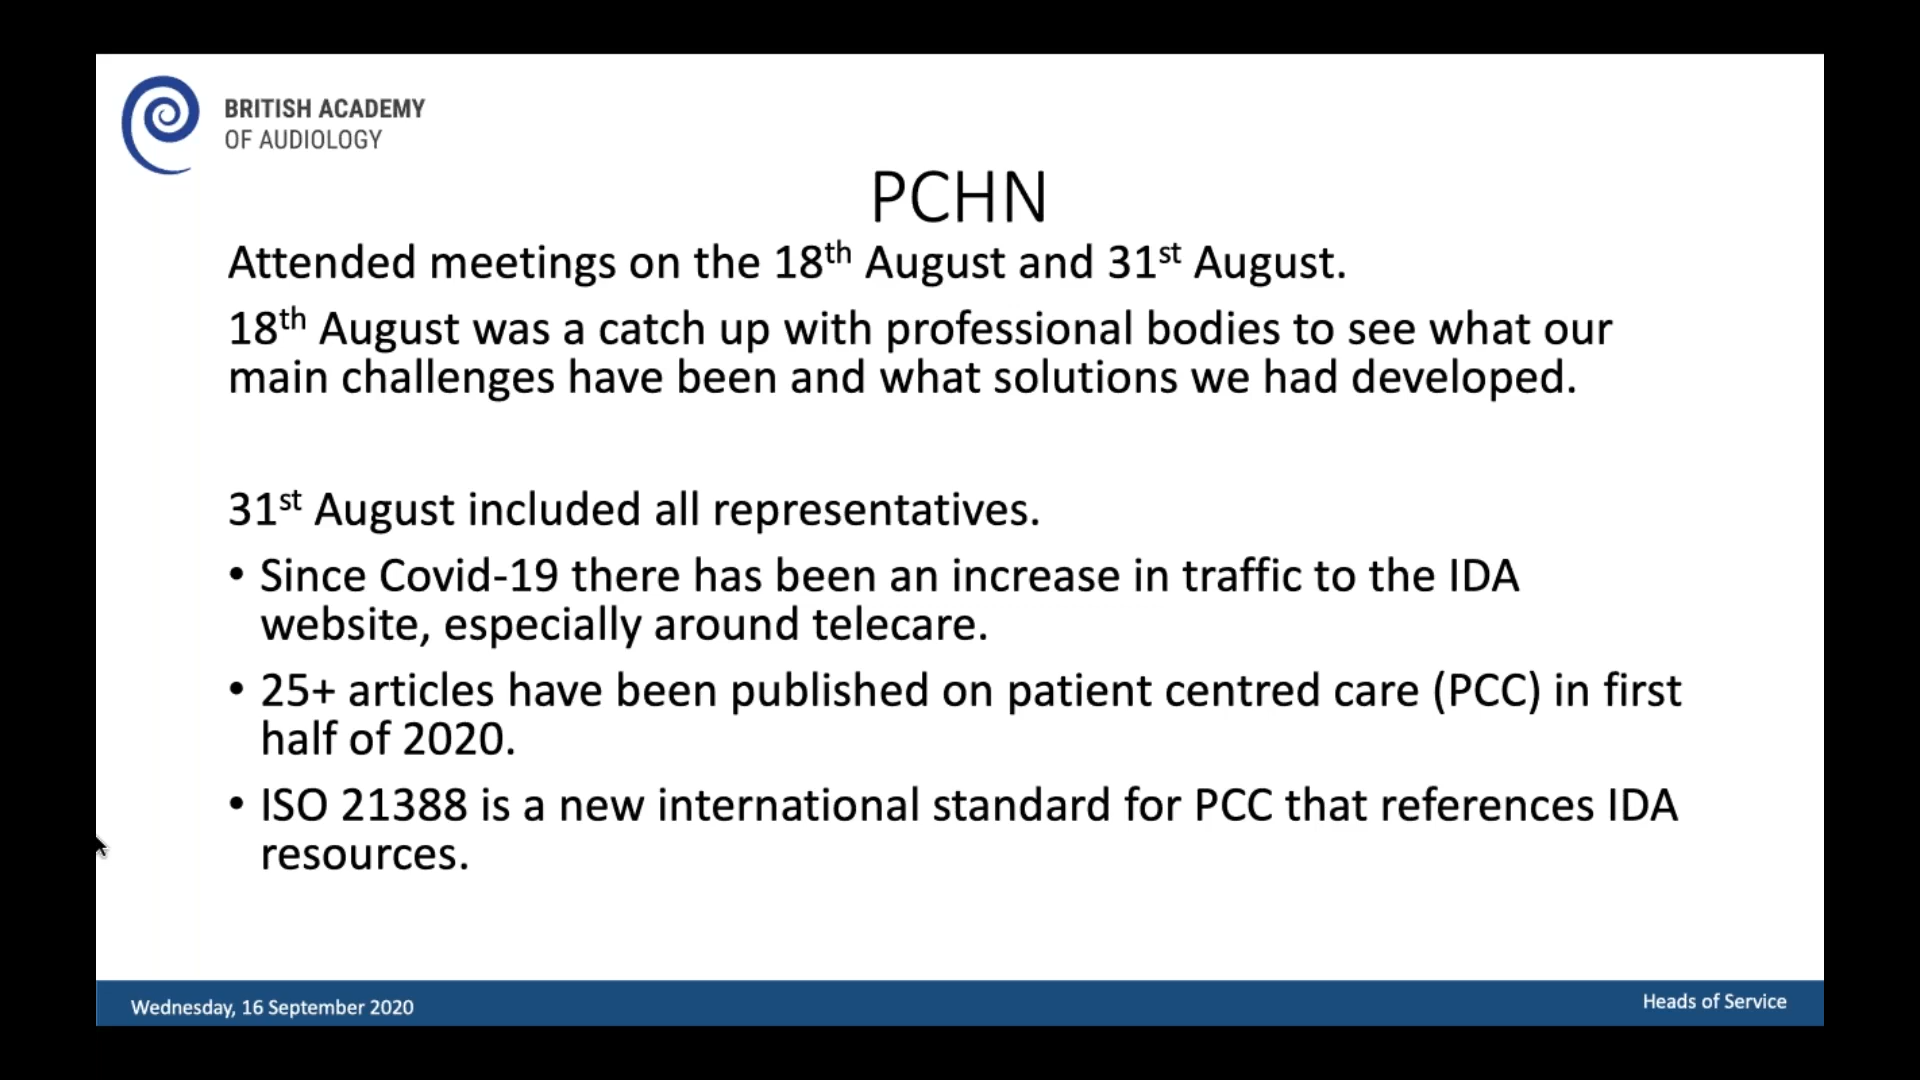 BRITISH ACADEMY
OF AUDIOLOGY
PCHN
Attended meetings on the 18th August and 31st August.
18th August was a catch up with professional bodies to see what our
main challenges have been and what solutions we had developed.
31st August included all representatives.
• Since Covid-19 there has been an increase in traffic to the IDA
website, especially around telecare.
• 25+ articles have been published on patient centred care (PCC) in first
half of 2020.
• ISO 21388 is a new international standard for PCC that references IDA
resources.
Wednesday, 16 September 2020
Heads of Service